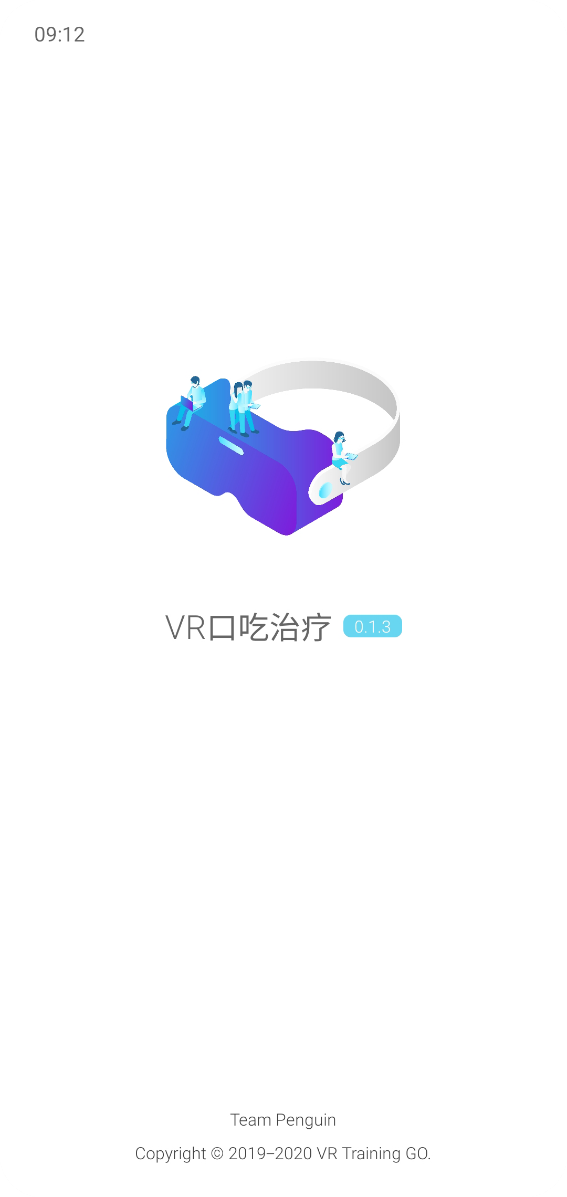 09:12
VR口吃治疗 0.1.3
Team Penguin
Copyright © 2019–2020 VR Training GO.